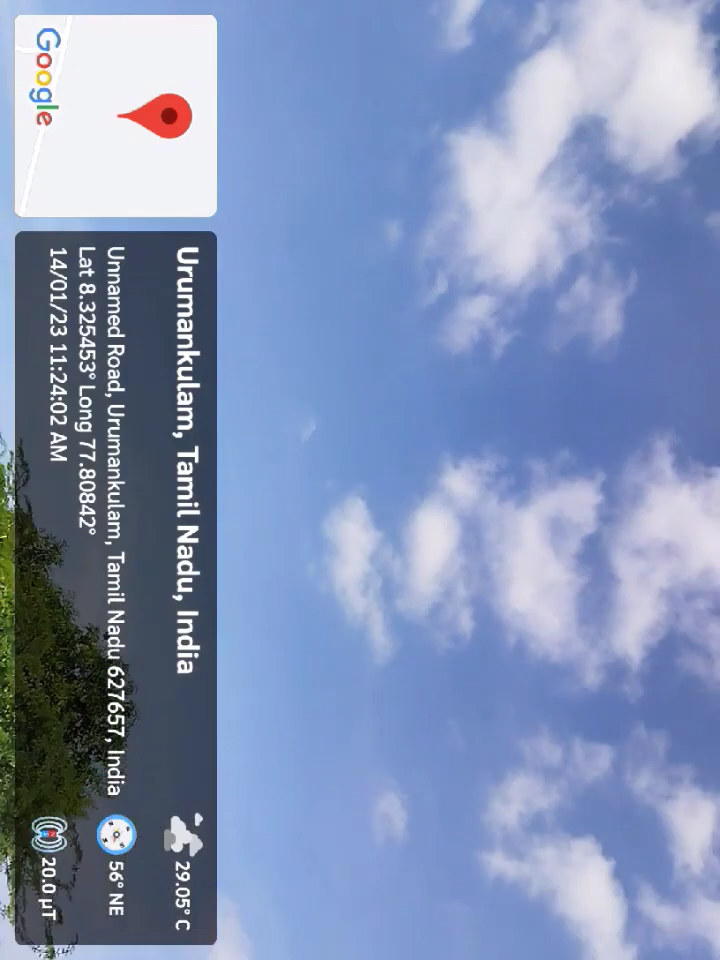 Google
Urumankulam, Tamil Nadu, India
Unnamed Road, Urumankulam, Tamil Nadu 627657, India
Lat 8.325453° Long 77.80842°
14/01/23 11:24:02 AM
29.05° C
56° NE
20.0 µT